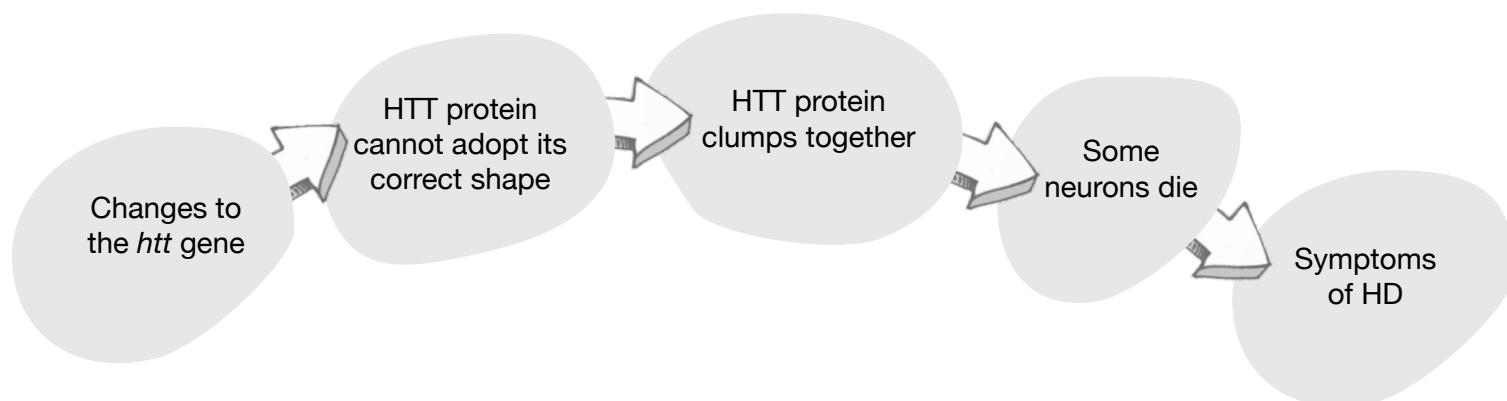 Changes to
the htt gene
HTT protein
cannot adopt its
correct shape
HTT protein
clumps together
Some
neurons die
Symptoms
of HD